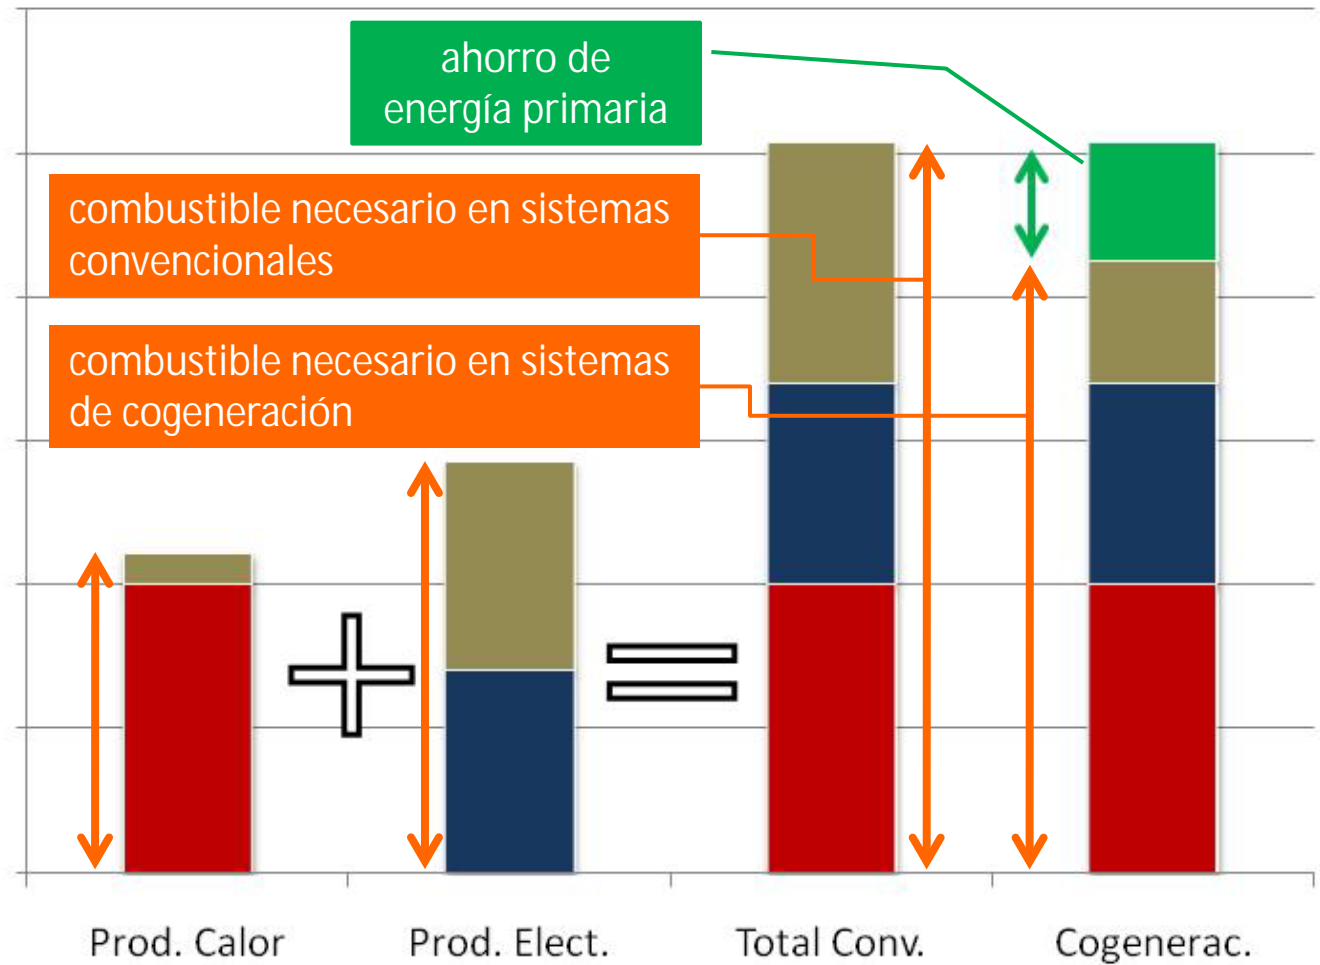 ahorro de
energía primaria
combustible necesario en sistemas
convencionales
combustible necesario en sistemas
de cogeneración
Prod. Calor
Prod. Elect.
Total Conv.
Cogenerac.